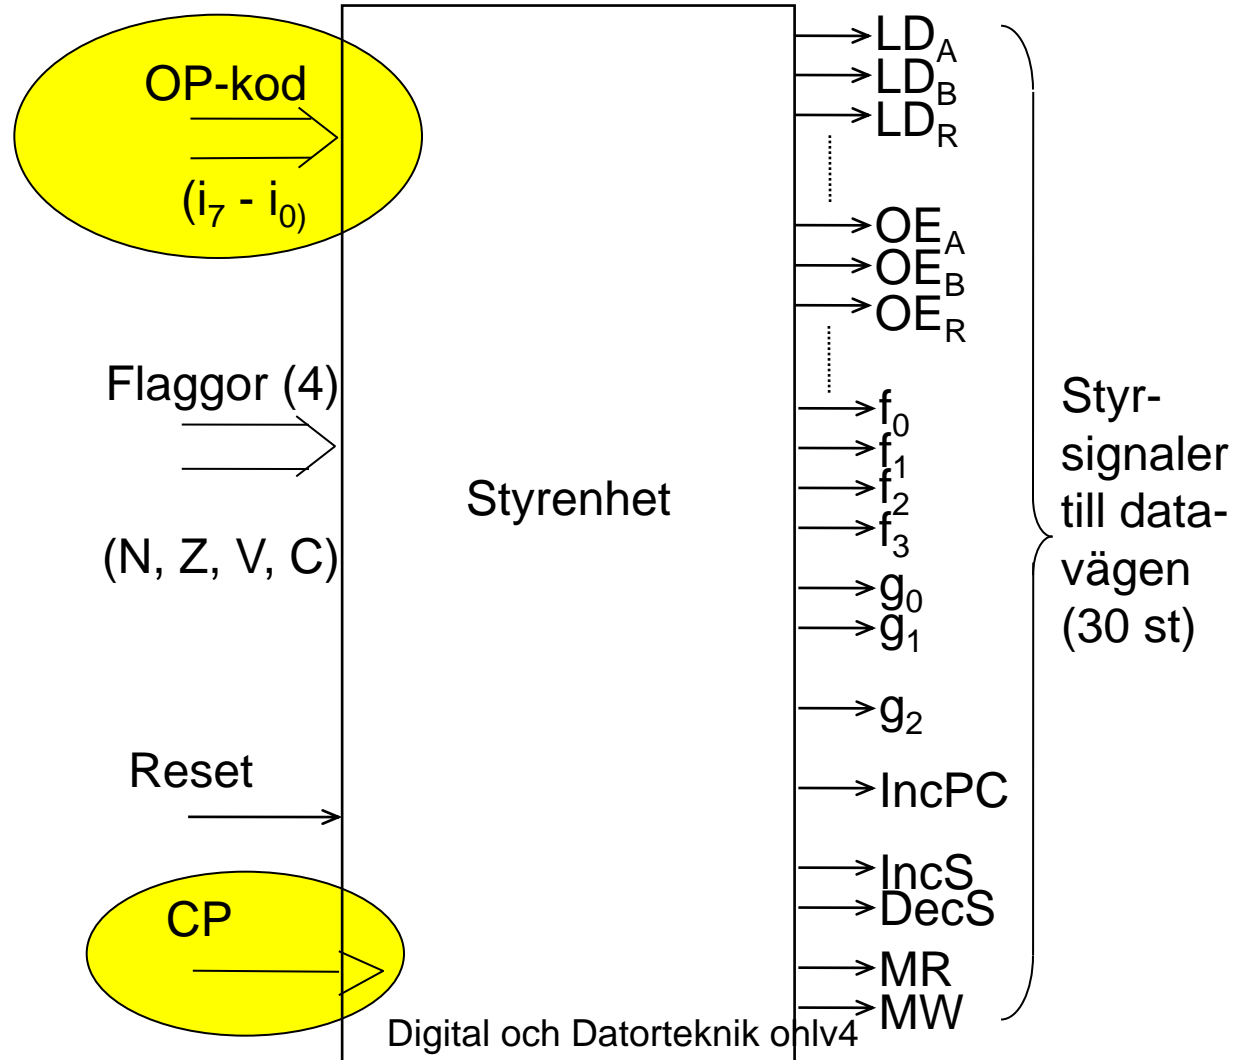 OP-kod
(i7 - i0)
Flaggor (4)
(N, Z, V, C)
Reset
CP
Styrenhet
LDA
LDB
LDR
OEA
OEB
OER
f0
f1
f2
f3
g0
g1
g2
IncPC
IncS
DecS
MR
MW
Styr-
signaler
till data-
vägen
(30 st)
Digital och Datorteknik ohlv4